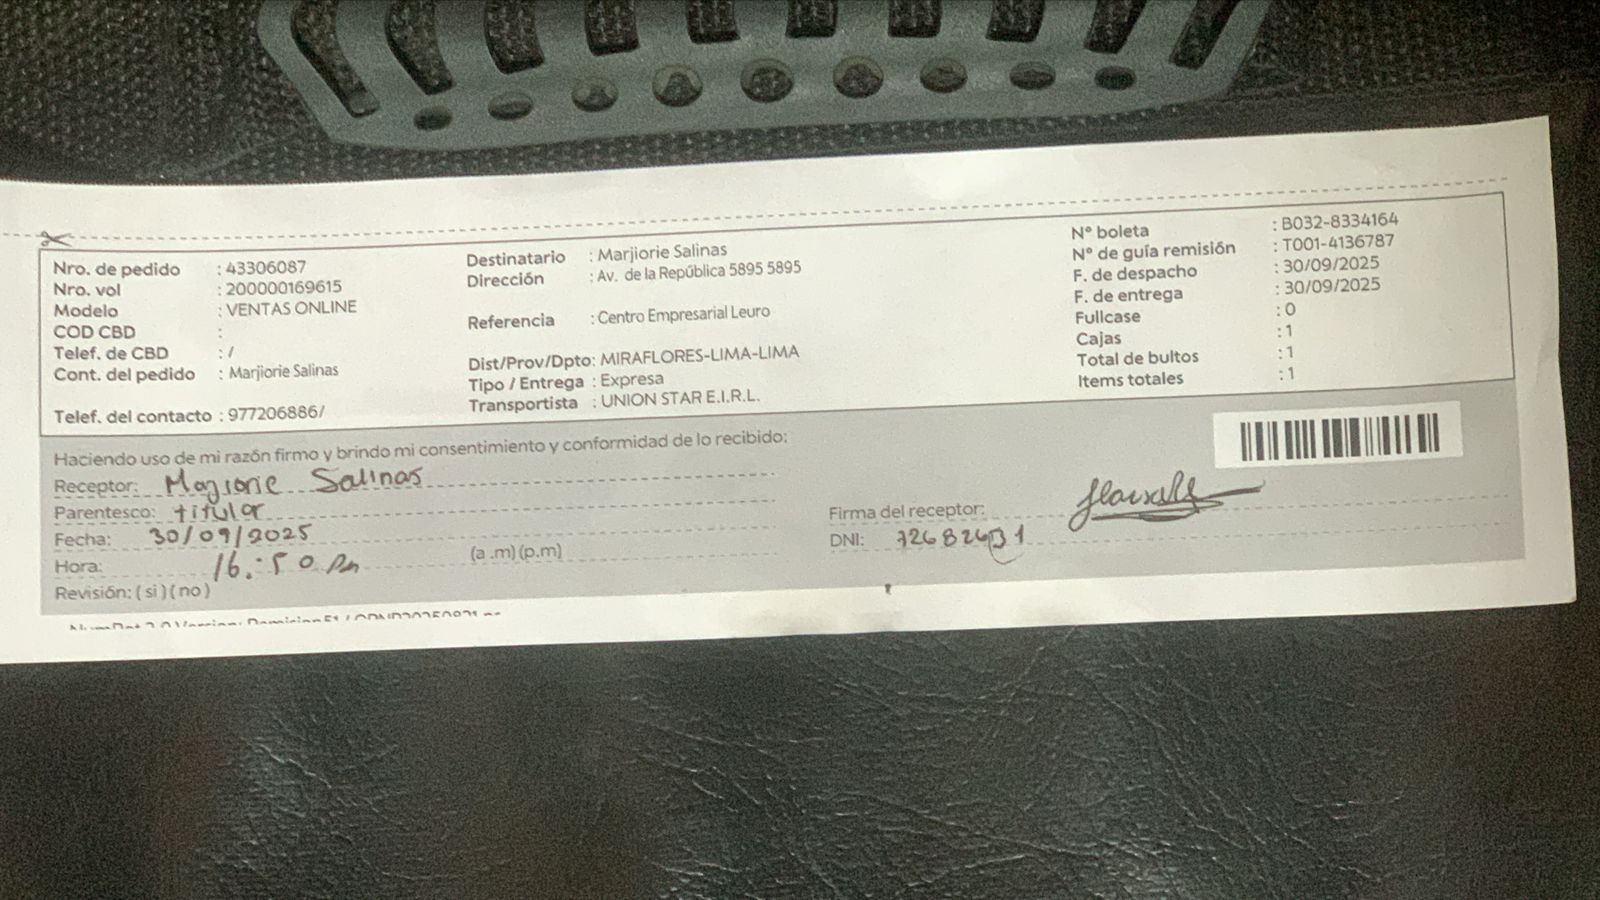 Nro. de pedido : 43306087
Nro. vol : 200000169615
Modelo : VENTAS ONLINE
COD CBD :
Telef. de CBD : /
Cont. del pedido : Marjiorie Salinas
Telef. del contacto : 977206886/
Destinatario : Marjiorie Salinas
Dirección : Av. de la República 5895 5895
Referencia : Centro Empresarial Leuro
Dist/Prov/Dpto: MIRAFLORES-LIMA-LIMA
Tipo / Entrega : Expresa
Transportista : UNION STAR E.I.R.L.
N° boleta : B032-8334164
N° de guía remisión : T001-4136787
F. de despacho : 30/09/2025
F. de entrega : 30/09/2025
Fullcase : 0
Cajas : 1
Total de bultos : 1
Items totales : 1
Haciendo uso de mi razón firmo y brindo mi consentimiento y conformidad de lo recibido:
Receptor: Marjiorie Salinas
Parentesco: titular
Fecha: 30/09/2025
Hora: 16:50 pm (a .m) (p.m)
Revisión: ( si ) ( no )
Firma del receptor:
DNI: